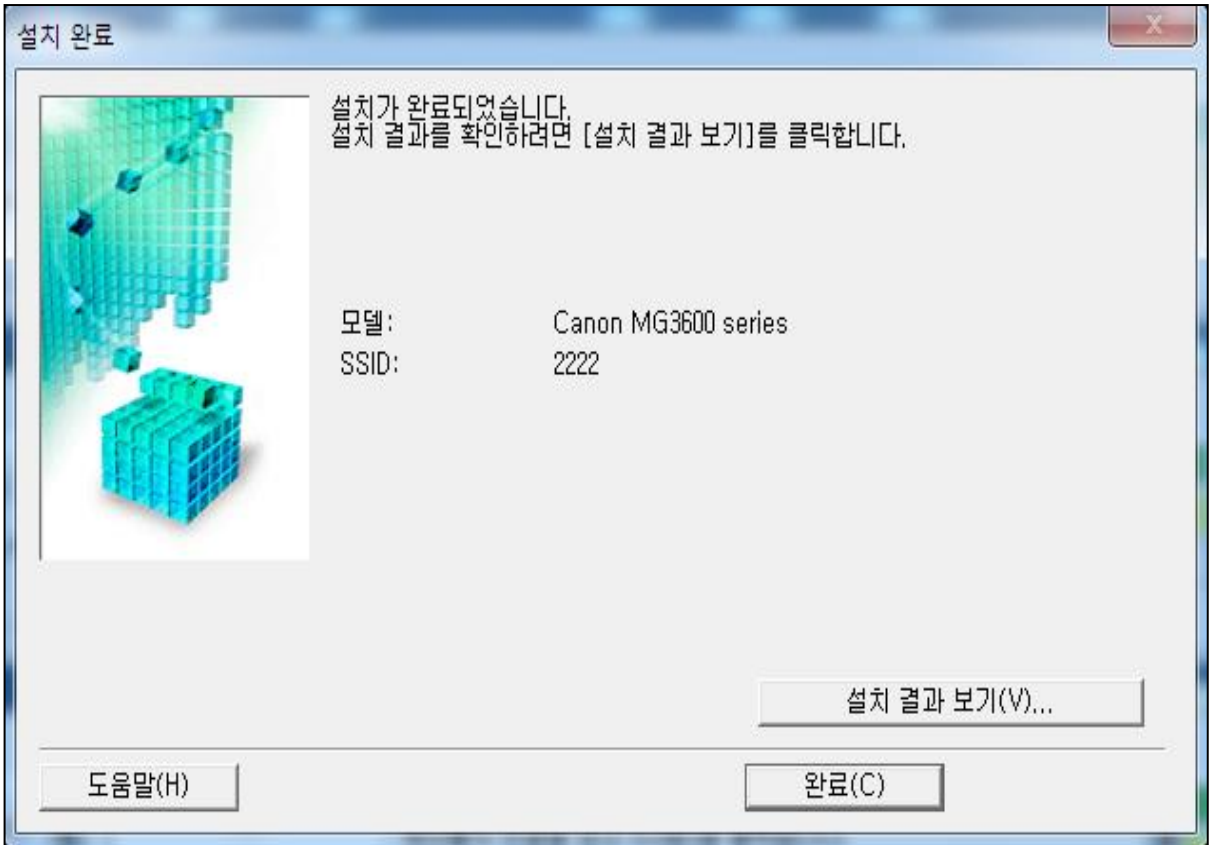 설치 완료
X
설치가 완료되었습니다.
설치 결과를 확인하려면 [설치 결과 보기]를 클릭합니다.
모델: Canon MG3600 series
SSID: 2222
설치 결과 보기(V)...
도움말(H) 완료(C)